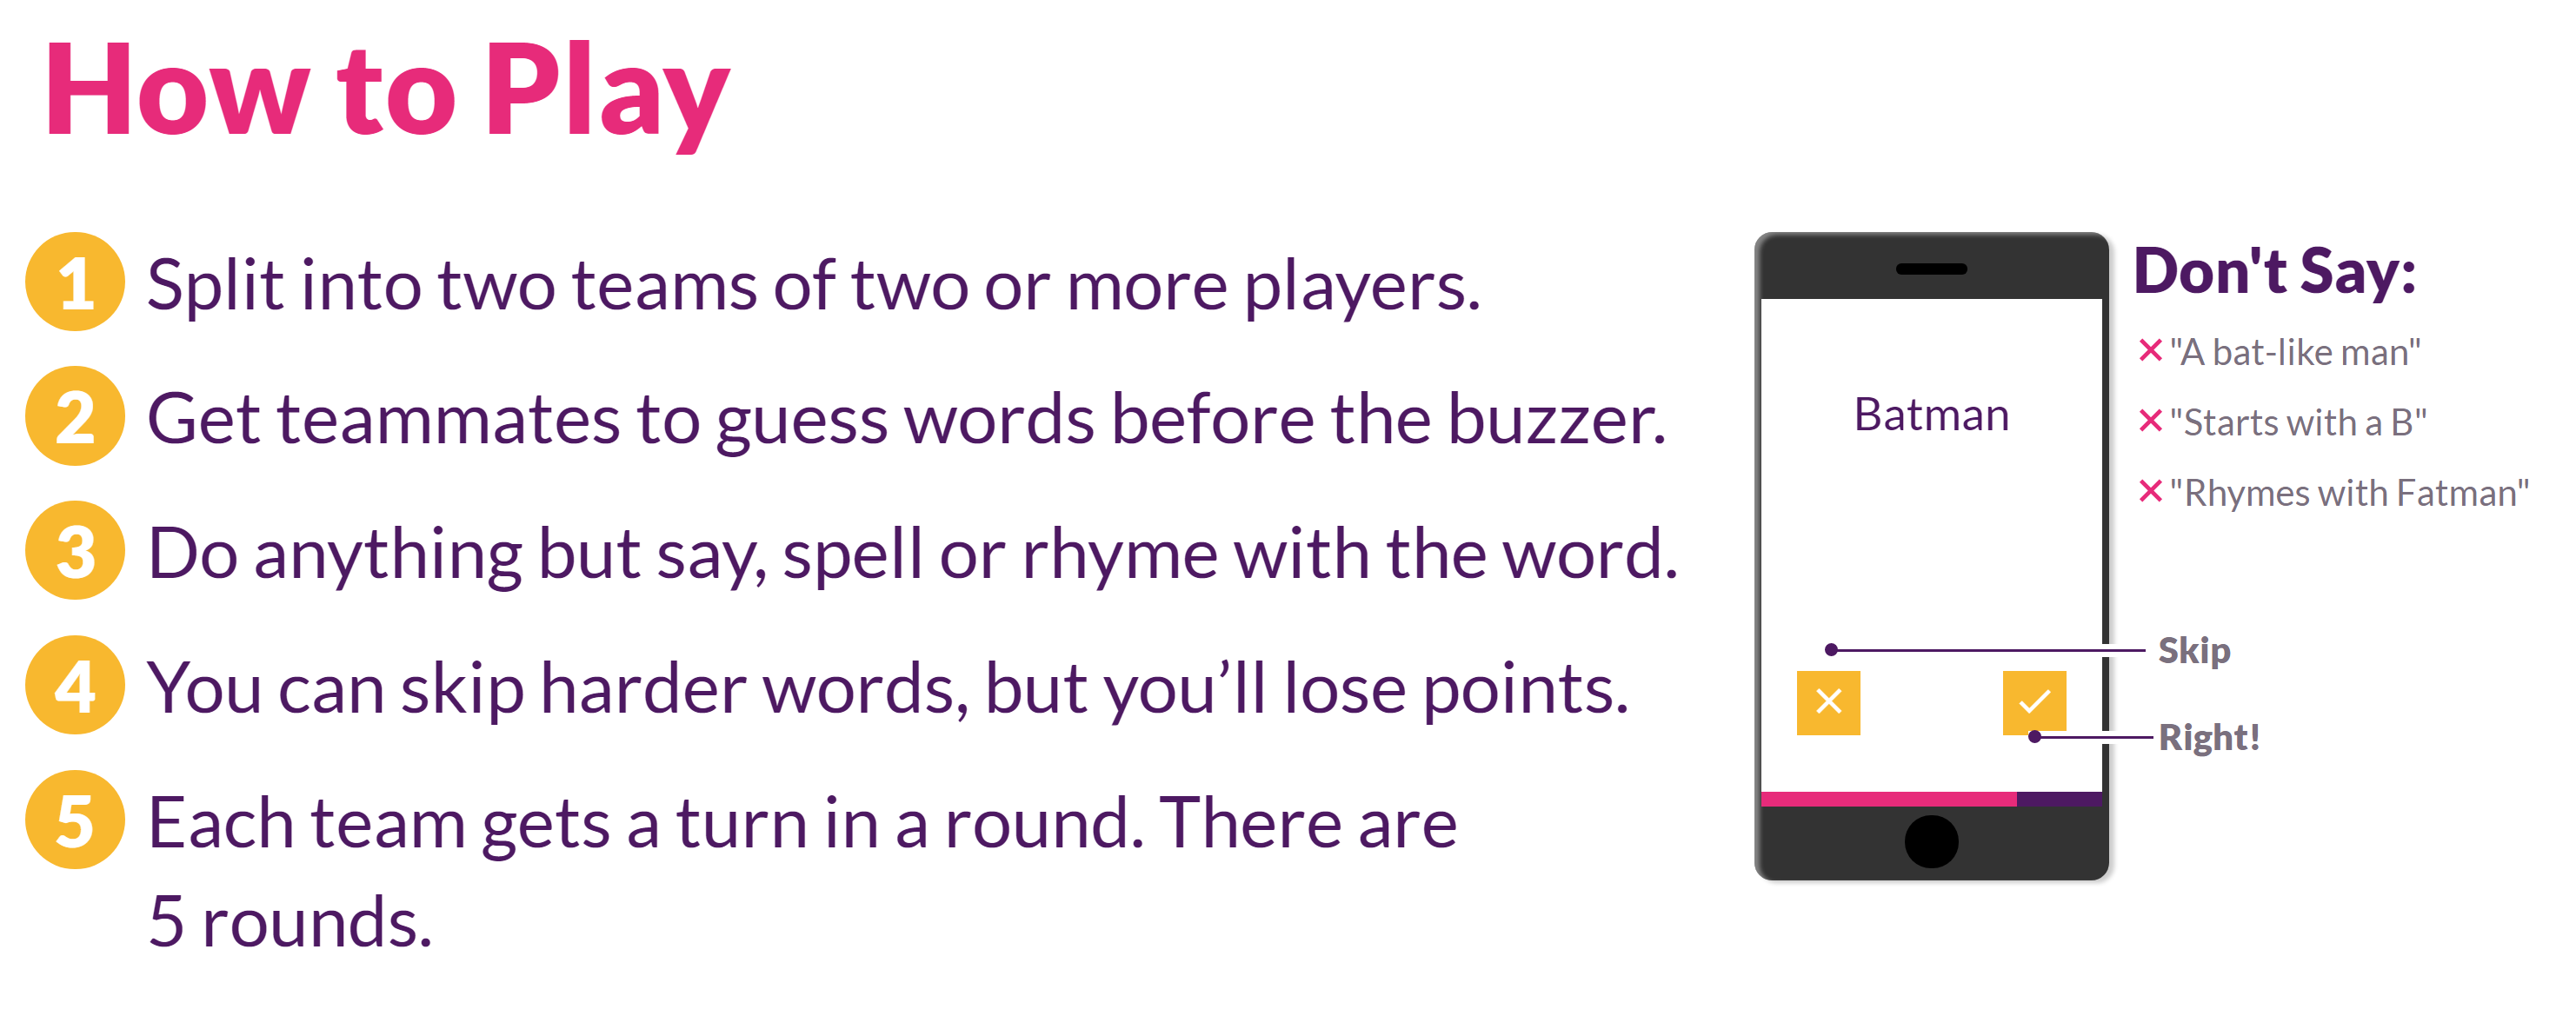 How to Play
1 Split into two teams of two or more players.
2 Get teammates to guess words before the buzzer.
3 Do anything but say, spell or rhyme with the word.
4 You can skip harder words, but you’ll lose points.
5 Each team gets a turn in a round. There are
5 rounds.
Batman
Don't Say:
"A bat-like man"
"Starts with a B"
"Rhymes with Fatman"
Skip
Right!